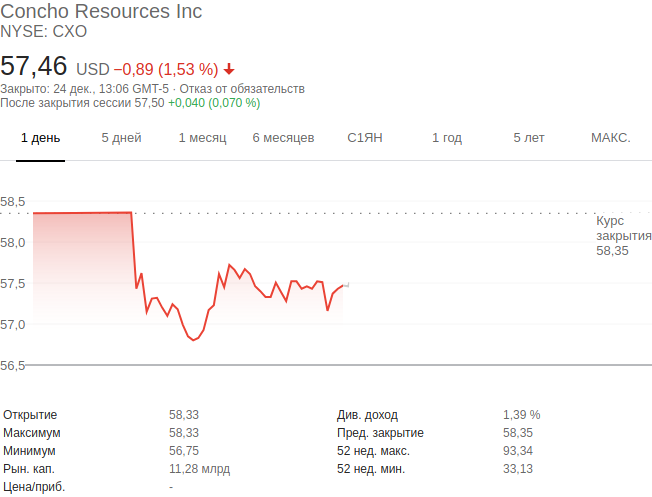 Concho Resources Inc
NYSE: CXO
57,46 USD −0,89 (1,53 %)
Закрыто: 24 дек., 13:06 GMT-5 · Отказ от обязательств
После закрытия сессии 57,50 +0,040 (0,070 %)
1 день 5 дней 1 месяц 6 месяцев С1ЯН 1 год 5 лет МАКС.
58,5
58,0
57,5
57,0
56,5
Курс
закрытия
58,35
Открытие 58,33 Див. доход 1,39 %
Максимум 58,33 Пред. закрытие 58,35
Минимум 56,75 52 нед. макс. 93,34
Рын. кап. 11,28 млрд 52 нед. мин. 33,13
Цена/приб. -